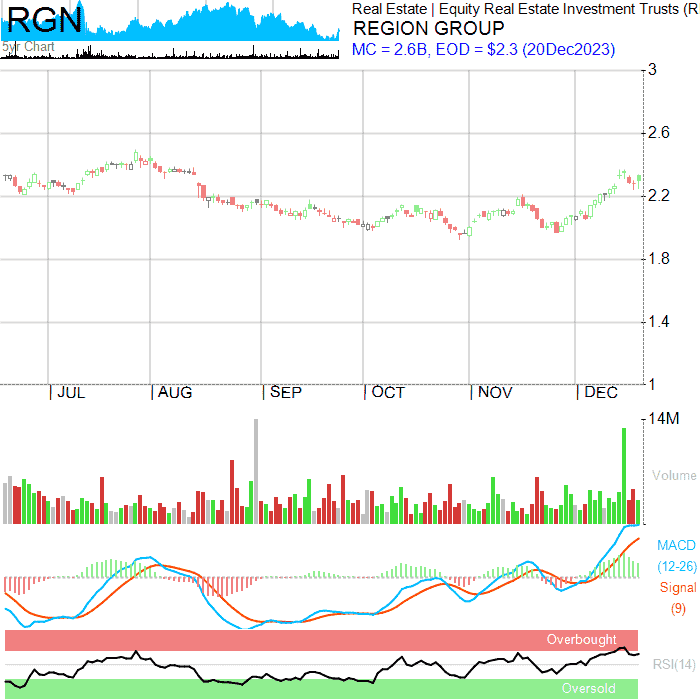 RGN
5yr Chart
Real Estate | Equity Real Estate Investment Trusts (R
REGION GROUP
MC = 2.6B, EOD = $2.3 (20Dec2023)
3
2.6
2.2
1.8
1.4
1
JUL AUG SEP OCT NOV DEC
14M
Volume
MACD
(12-26)
Signal
(9)
Overbought
RSI(14)
Oversold